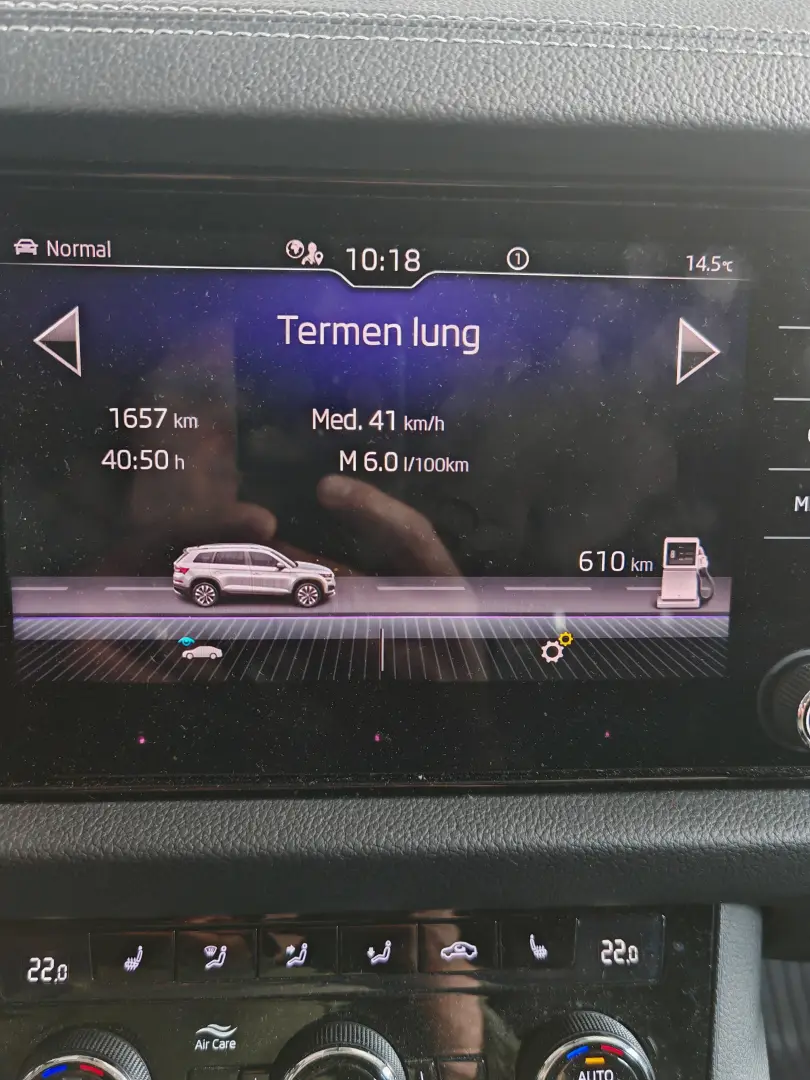 Normal 10:18 1 14.5°C
Termen lung
1657 km Med. 41 km/h
40:50 h M 6.0 l/100km
610 km
M
22.0 22.0
Air Care
AUTO